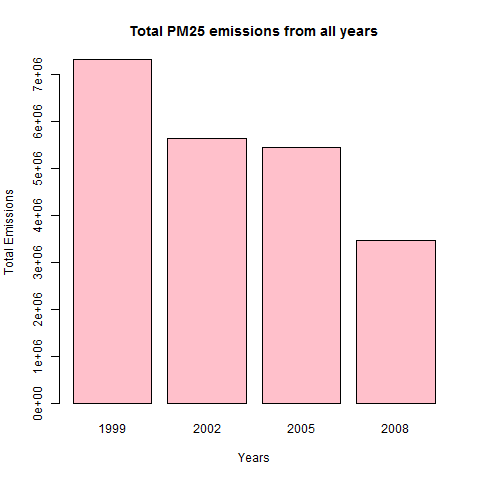 Total PM25 emissions from all years
Total Emissions
7e+06
6e+06
5e+06
4e+06
3e+06
2e+06
1e+06
0e+00
1999 2002 2005 2008
Years